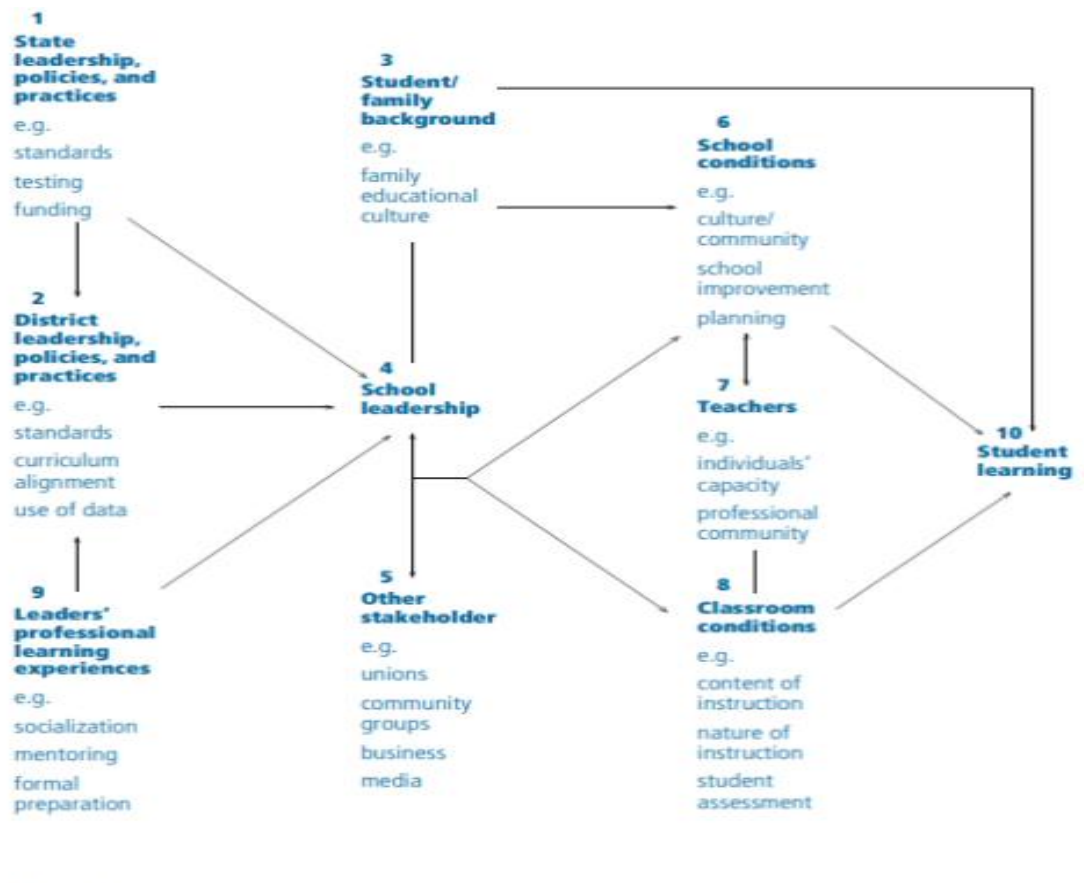 1
State
leadership,
policies, and
practices
e.g.
standards
testing
funding
2
District
leadership,
policies, and
practices
e.g.
standards
curriculum
alignment
use of data
9
Leaders'
professional
learning
experiences
e.g.
socialization
mentoring
formal
preparation
3
Student/
family
background
e.g.
family
educational
culture
4
School
leadership
5
Other
stakeholder
e.g.
unions
community
groups
business
media
6
School
conditions
e.g.
culture/
community
school
improvement
planning
7
Teachers
e.g.
individuals'
capacity
professional
community
8
Classroom
conditions
e.g.
content of
instruction
nature of
instruction
student
assessment
10
Student
learning